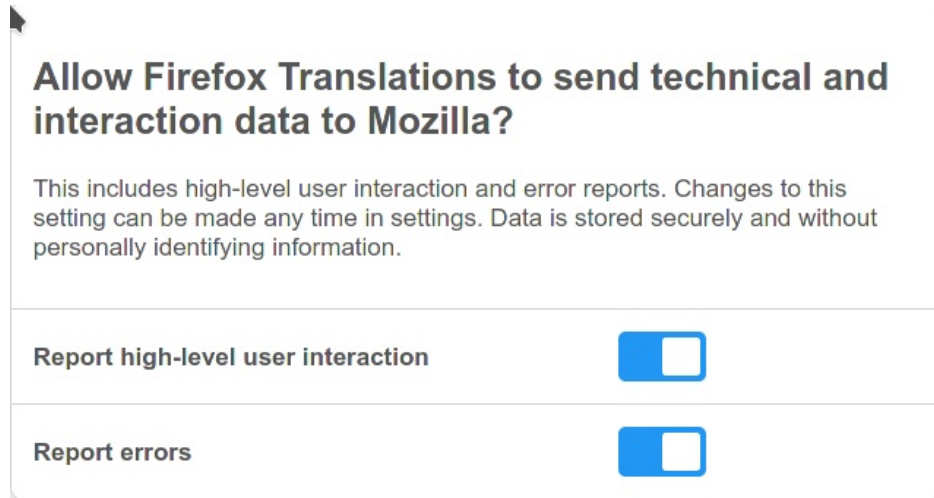 Allow Firefox Translations to send technical and
interaction data to Mozilla?
This includes high-level user interaction and error reports. Changes to this
setting can be made any time in settings. Data is stored securely and without
personally identifying information.
Report high-level user interaction
Report errors